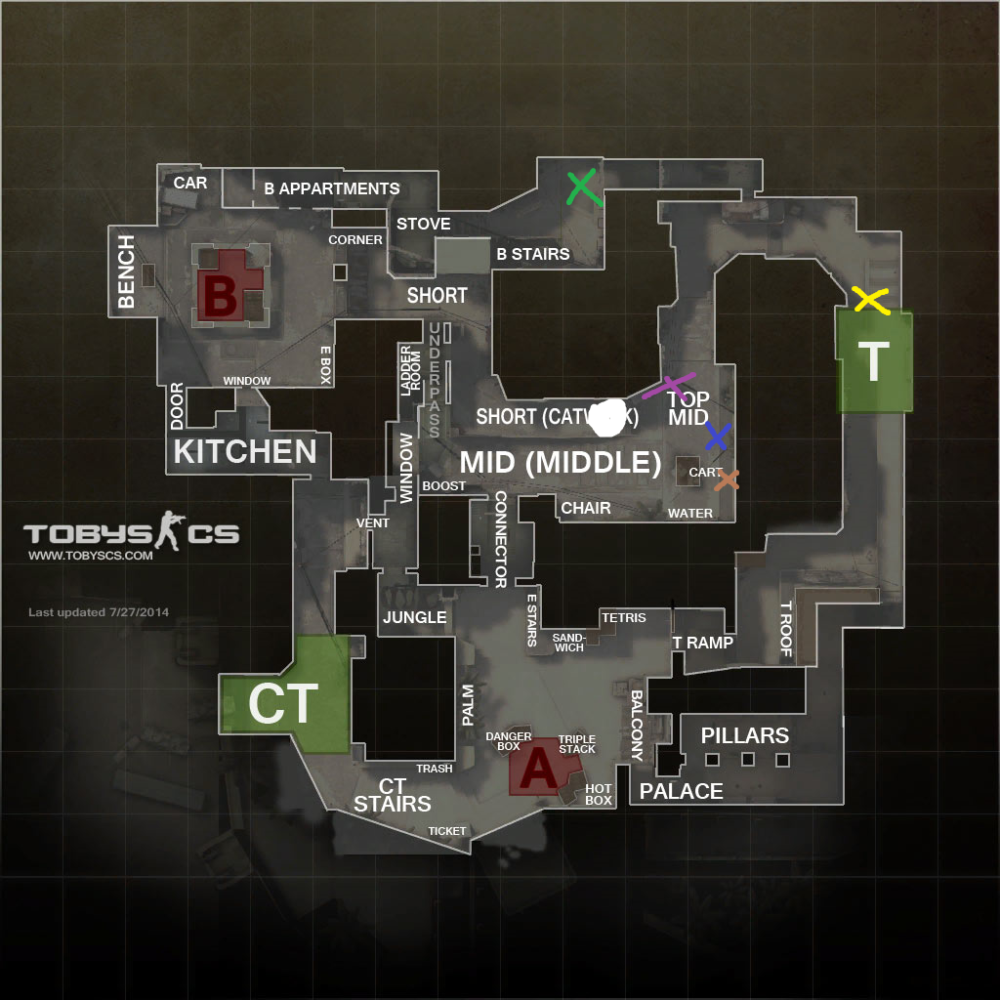 CAR
B APPARTMENTS
STOVE
CORNER
B STAIRS
BENCH
B
SHORT
UNDERPASS
LADDER
ROOM
E BOX
WINDOW
DOOR
KITCHEN
T
TOP
MID
SHORT (CAT
K)
MID (MIDDLE)
CART
WINDOW
BOOST
CHAIR
WATER
CONNECTOR
VENT
TOBYS CS
WWW.TOBYSCS.COM
Last updated 7/27/2014
JUNGLE
E STAIRS
TETRIS
SAND-
WICH
T RAMP
T ROOF
CT
PALM
BALCONY
DANGER
BOX
TRIPLE
STACK
PILLARS
A
TRASH
HOT
BOX
PALACE
CT
STAIRS
TICKET